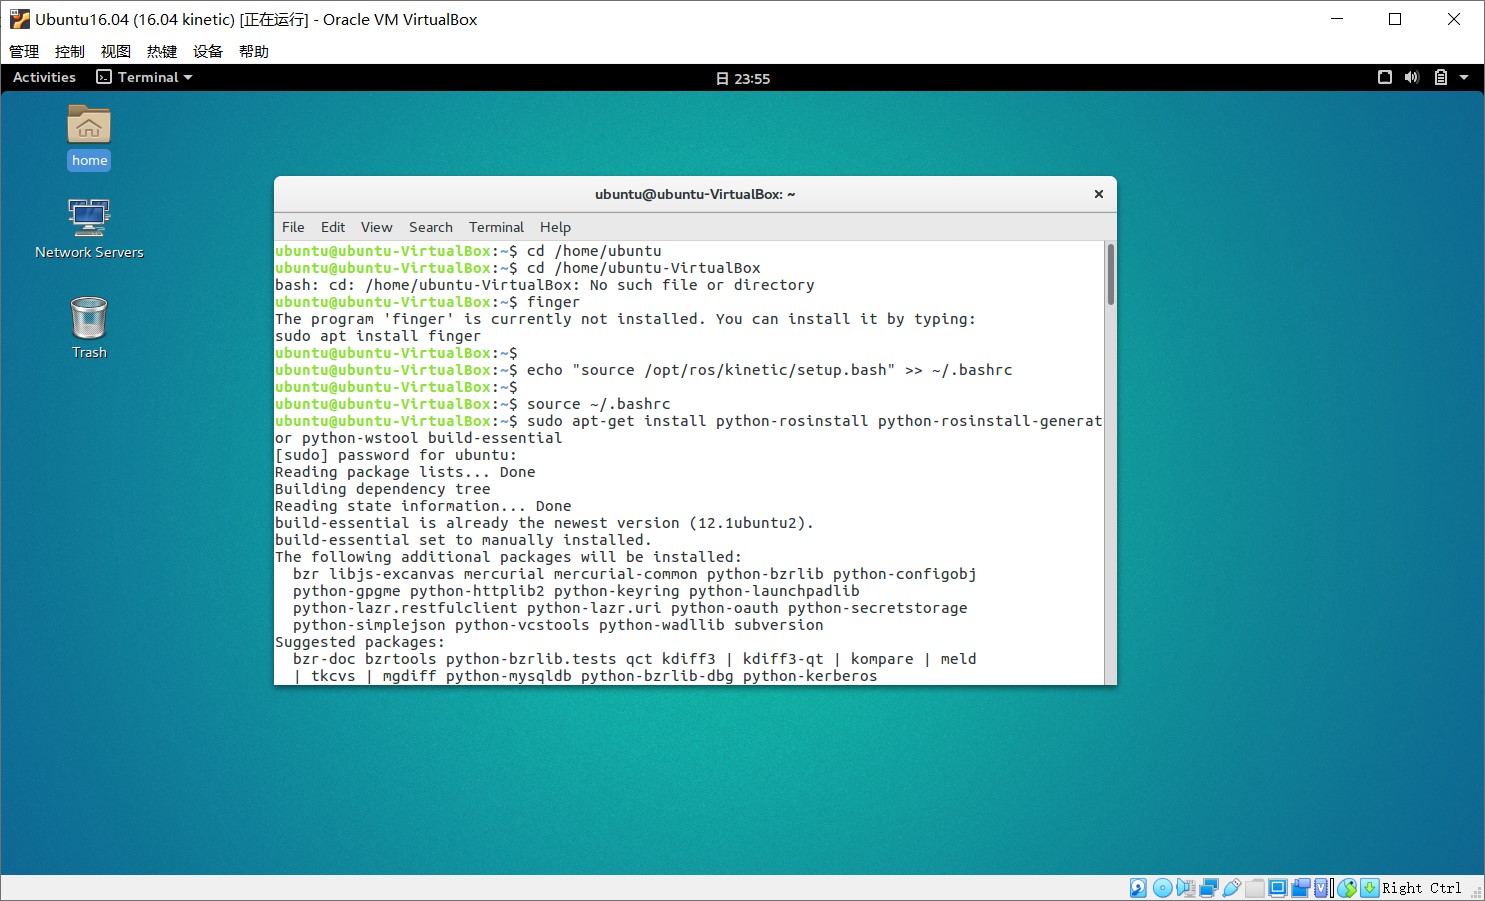 Ubuntu16.04 (16.04 kinetic) [正在运行] - Oracle VM VirtualBox
管理 控制 视图 热键 设备 帮助
Activities Terminal 日 23:55
home
Network Servers
Trash
ubuntu@ubuntu-VirtualBox: ~
File Edit View Search Terminal Help
ubuntu@ubuntu-VirtualBox:~$ cd /home/ubuntu
ubuntu@ubuntu-VirtualBox:~$ cd /home/ubuntu-VirtualBox
bash: cd: /home/ubuntu-VirtualBox: No such file or directory
ubuntu@ubuntu-VirtualBox:~$ finger
The program 'finger' is currently not installed. You can install it by typing:
sudo apt install finger
ubuntu@ubuntu-VirtualBox:~$
ubuntu@ubuntu-VirtualBox:~$ echo "source /opt/ros/kinetic/setup.bash" >> ~/.bashrc
ubuntu@ubuntu-VirtualBox:~$
ubuntu@ubuntu-VirtualBox:~$ source ~/.bashrc
ubuntu@ubuntu-VirtualBox:~$ sudo apt-get install python-rosinstall python-rosinstall-generat
or python-wstool build-essential
[sudo] password for ubuntu:
Reading package lists... Done
Building dependency tree
Reading state information... Done
build-essential is already the newest version (12.1ubuntu2).
build-essential set to manually installed.
The following additional packages will be installed:
bzr libjs-excanvas mercurial mercurial-common python-bzrlib python-configobj
python-gpgme python-httplib2 python-keyring python-launchpadlib
python-lazr.restfulclient python-lazr.uri python-oauth python-secretstorage
python-simplejson python-vcstools python-wadllib subversion
Suggested packages:
bzr-doc bzrtools python-bzrlib.tests qct kdiff3 | kdiff3-qt | kompare | meld
| tkcvs | mgdiff python-mysqldb python-bzrlib-dbg python-kerberos
Right Ctrl